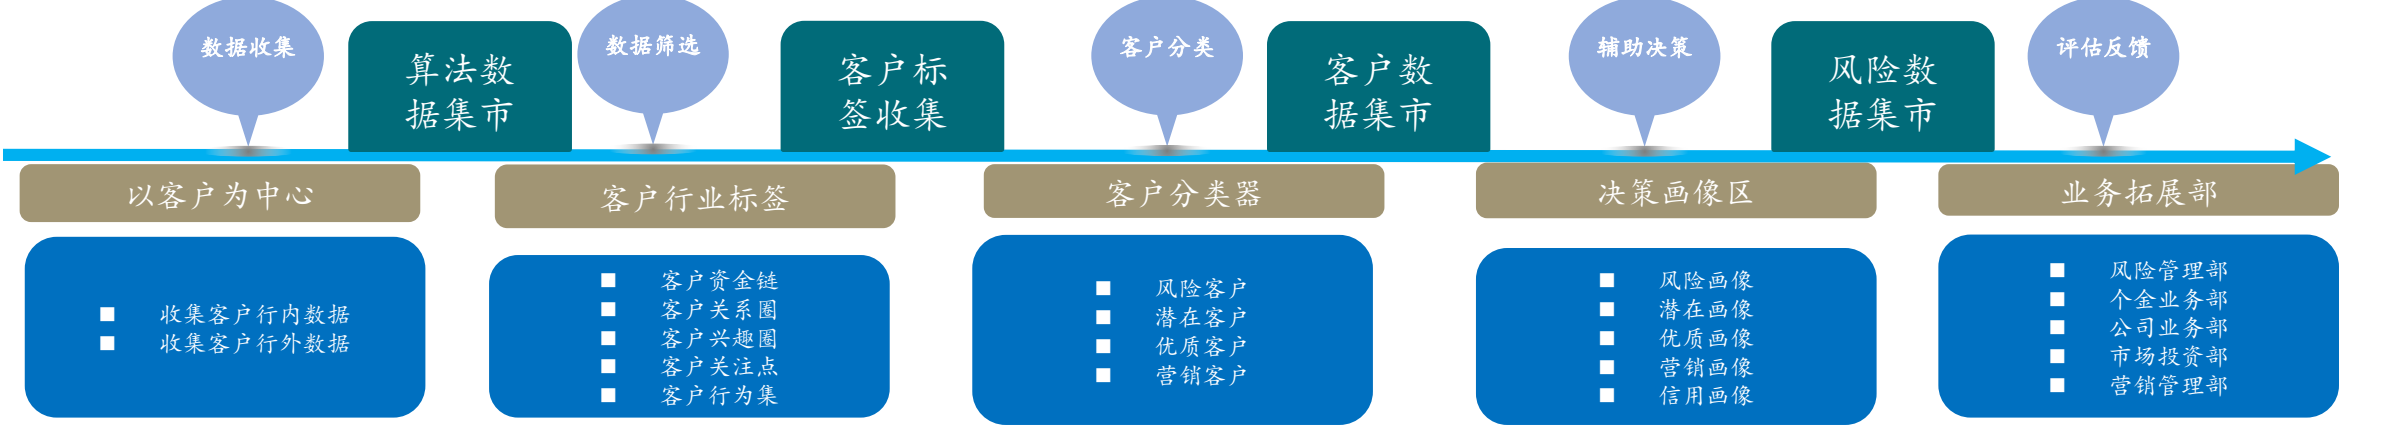 数据收集
算法数
据集市
数据筛选
客户标
签收集
客户分类
客户数
据集市
辅助决策
风险数
据集市
评估反馈
以客户为中心
客户行业标签
客户分类器
决策画像区
业务拓展部
收集客户行内数据
收集客户行外数据
客户资金链
客户关系圈
客户兴趣圈
客户关注点
客户行为集
风险客户
潜在客户
优质客户
营销客户
风险画像
潜在画像
优质画像
营销画像
信用画像
风险管理部
个金业务部
公司业务部
市场投资部
营销管理部